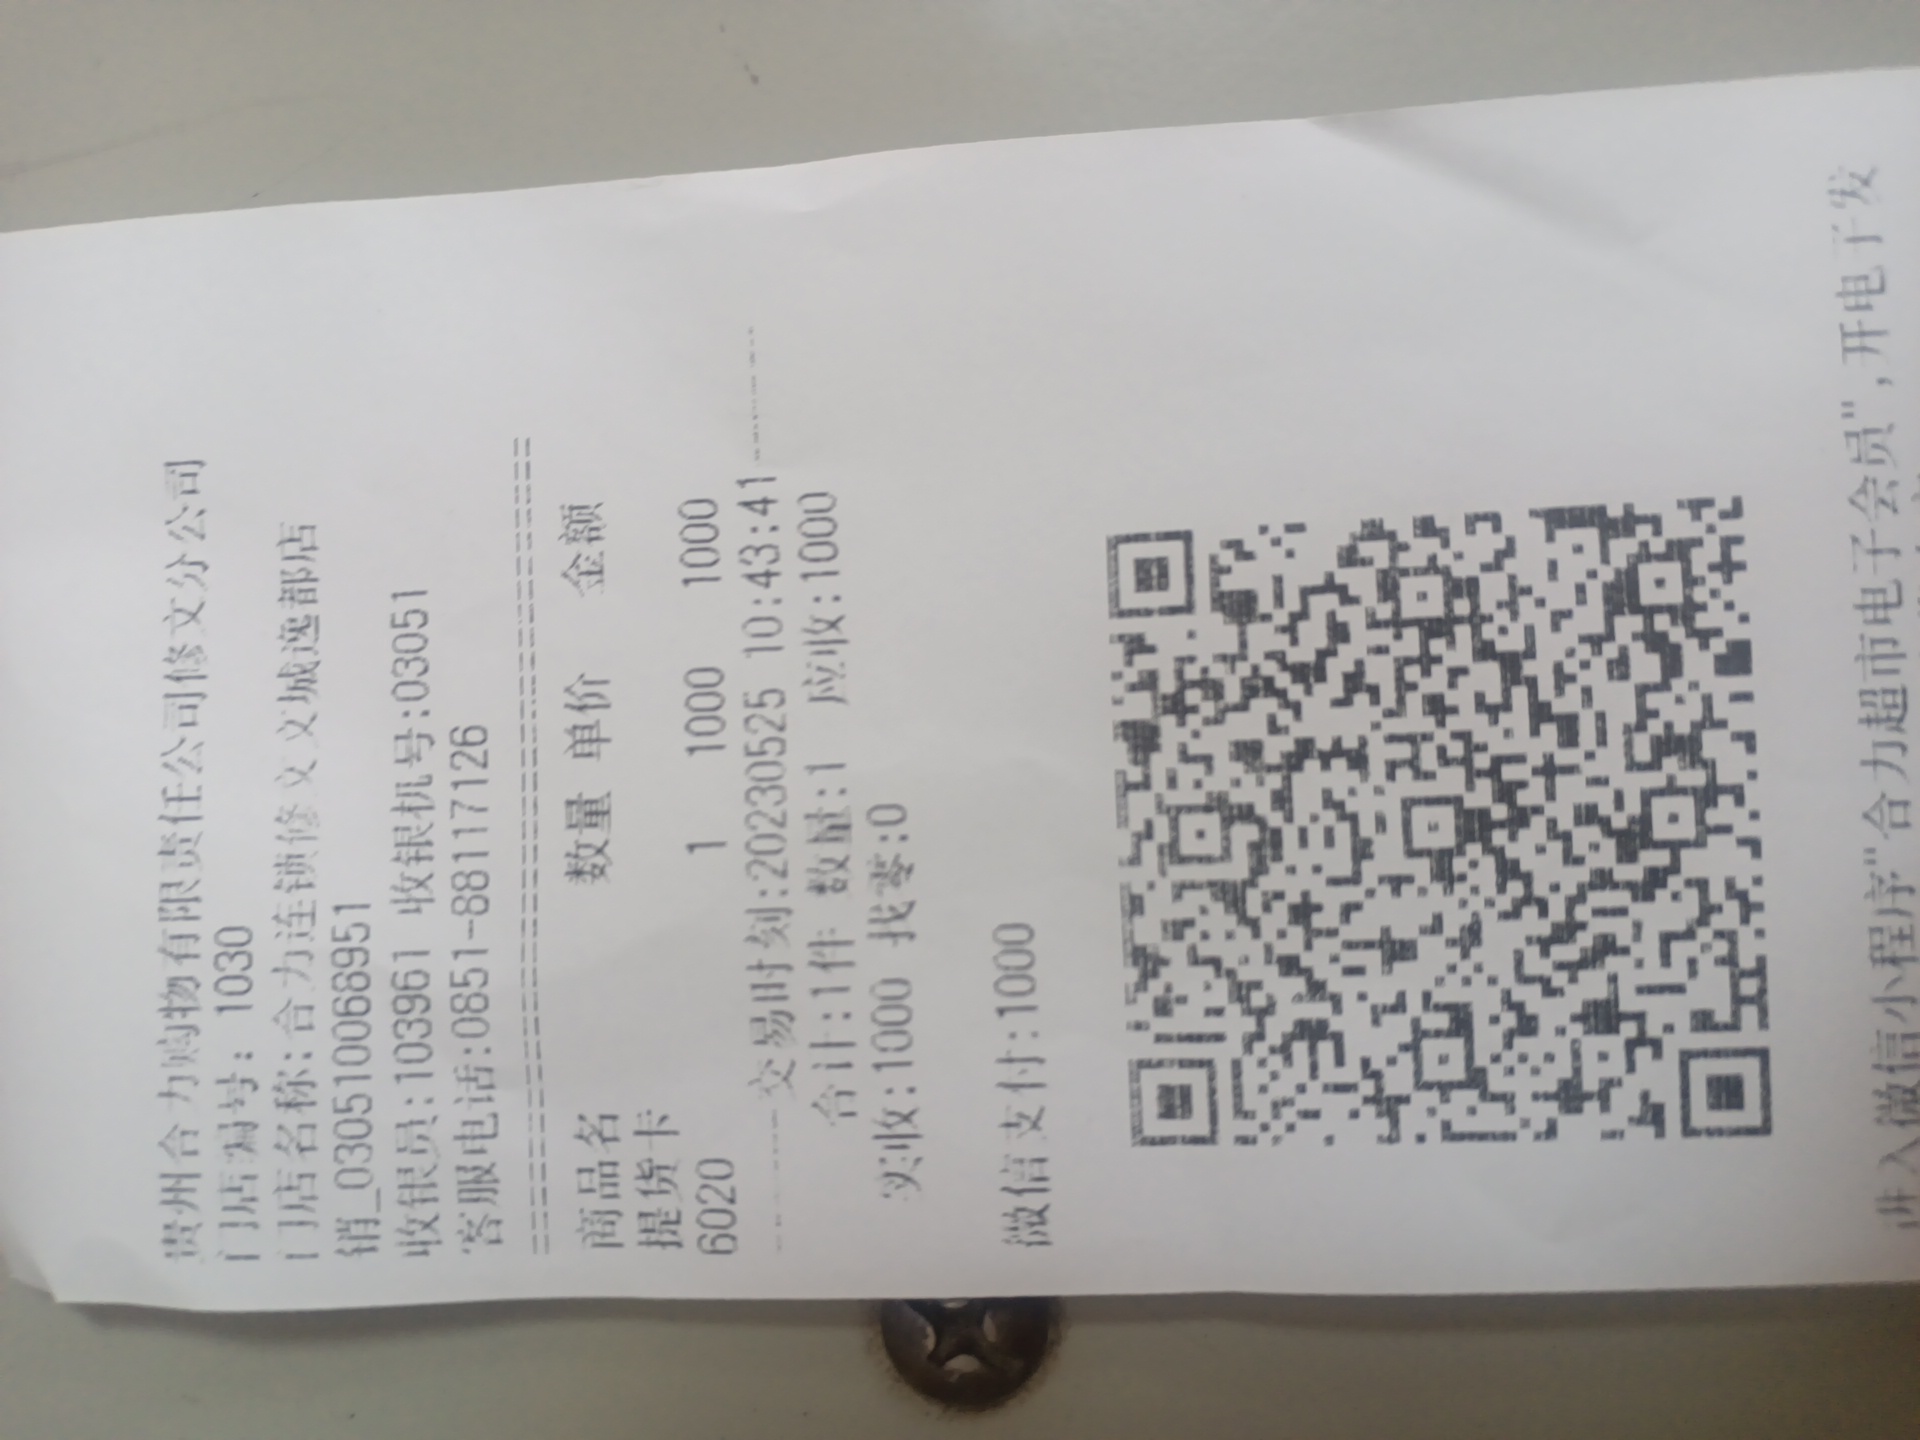 贵州合力购物有限责任公司修文分公司
门店编号: 1030
门店名称:合力连锁修文文城逸都店
销_030510068951
收银员:103961 收银机号:03051
客服电话:0851-88117126
商品名 数量 单价 金额
提货卡
6020 1 1000 1000
交易时刻:20230525 10:43:41
合计:1件 数量:1 应收:1000
实收:1000 找零:0
微信支付:1000
进入微信小程序"合力超市电子会员",开电子发